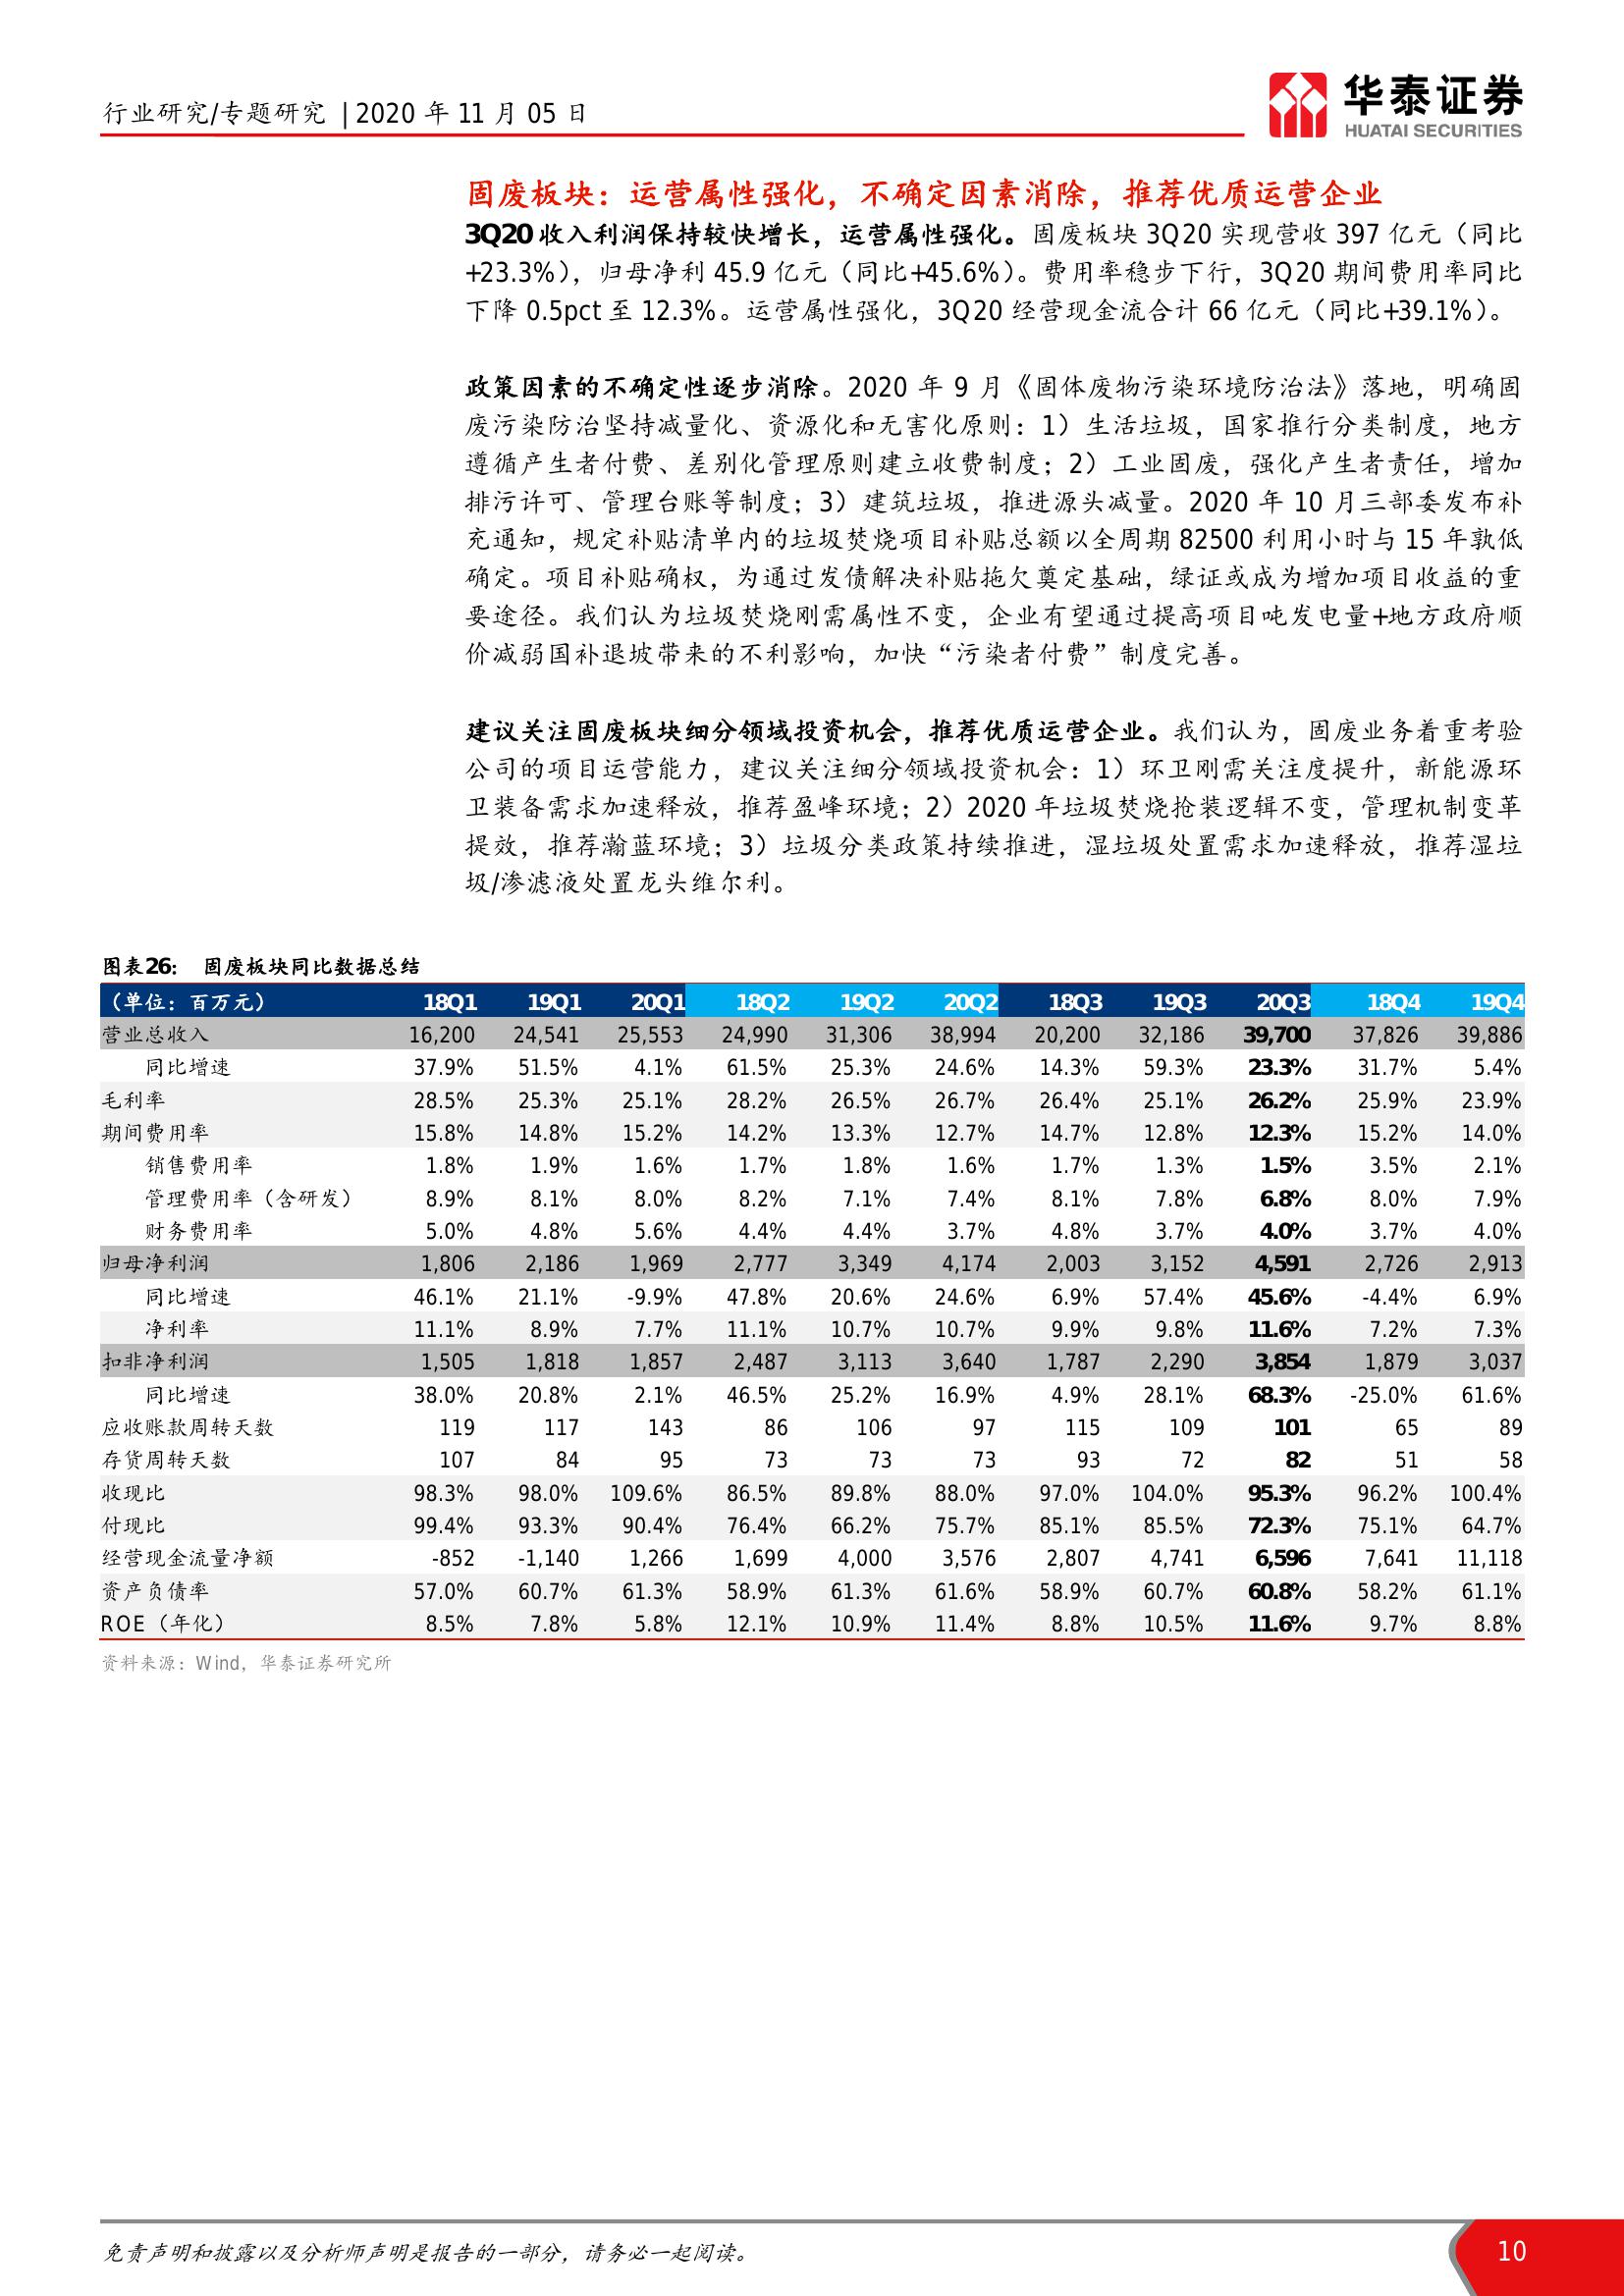 行业研究/专题研究 | 2020 年 11 月 05 日
华泰证券
HUATAI SECURITIES
固废板块：运营属性强化，不确定因素消除，推荐优质运营企业
3Q20 收入利润保持较快增长，运营属性强化。固废板块 3Q20 实现营收 397 亿元（同比
+23.3%），归母净利 45.9 亿元（同比+45.6%）。费用率稳步下行，3Q20 期间费用率同比
下降 0.5pct 至 12.3%。运营属性强化，3Q20 经营现金流合计 66 亿元（同比+39.1%）。
政策因素的不确定性逐步消除。2020 年 9 月《固体废物污染环境防治法》落地，明确固
废污染防治坚持减量化、资源化和无害化原则：1）生活垃圾，国家推行分类制度，地方
遵循产生者付费、差别化管理原则建立收费制度；2）工业固废，强化产生者责任，增加
排污许可、管理台账等制度；3）建筑垃圾，推进源头减量。2020 年 10 月三部委发布补
充通知，规定补贴清单内的垃圾焚烧项目补贴总额以全周期 82500 利用小时与 15 年孰低
确定。项目补贴确权，为通过发债解决补贴拖欠奠定基础，绿证或成为增加项目收益的重
要途径。我们认为垃圾焚烧刚需属性不变，企业有望通过提高项目吨发电量+地方政府顺
价减弱国补退坡带来的不利影响，加快“污染者付费”制度完善。
建议关注固废板块细分领域投资机会，推荐优质运营企业。我们认为，固废业务着重考验
公司的项目运营能力，建议关注细分领域投资机会：1）环卫刚需关注度提升，新能源环
卫装备需求加速释放，推荐盈峰环境；2）2020 年垃圾焚烧抢装逻辑不变，管理机制变革
提效，推荐瀚蓝环境；3）垃圾分类政策持续推进，湿垃圾处置需求加速释放，推荐湿垃
圾/渗滤液处置龙头维尔利。
图表26： 固废板块同比数据总结
（单位：百万元） 18Q1 19Q1 20Q1 18Q2 19Q2 20Q2 18Q3 19Q3 20Q3 18Q4 19Q4
营业总收入 16,200 24,541 25,553 24,990 31,306 38,994 20,200 32,186 39,700 37,826 39,886
同比增速 37.9% 51.5% 4.1% 61.5% 25.3% 24.6% 14.3% 59.3% 23.3% 31.7% 5.4%
毛利率 28.5% 25.3% 25.1% 28.2% 26.5% 26.7% 26.4% 25.1% 26.2% 25.9% 23.9%
期间费用率 15.8% 14.8% 15.2% 14.2% 13.3% 12.7% 14.7% 12.8% 12.3% 15.2% 14.0%
销售费用率 1.8% 1.9% 1.6% 1.7% 1.8% 1.6% 1.7% 1.3% 1.5% 3.5% 2.1%
管理费用率（含研发） 8.9% 8.1% 8.0% 8.2% 7.1% 7.4% 8.1% 7.8% 6.8% 8.0% 7.9%
财务费用率 5.0% 4.8% 5.6% 4.4% 4.4% 3.7% 4.8% 3.7% 4.0% 3.7% 4.0%
归母净利润 1,806 2,186 1,969 2,777 3,349 4,174 2,003 3,152 4,591 2,726 2,913
同比增速 46.1% 21.1% -9.9% 47.8% 20.6% 24.6% 6.9% 57.4% 45.6% -4.4% 6.9%
净利率 11.1% 8.9% 7.7% 11.1% 10.7% 10.7% 9.9% 9.8% 11.6% 7.2% 7.3%
扣非净利润 1,505 1,818 1,857 2,487 3,113 3,640 1,787 2,290 3,854 1,879 3,037
同比增速 38.0% 20.8% 2.1% 46.5% 25.2% 16.9% 4.9% 28.1% 68.3% -25.0% 61.6%
应收账款周转天数 119 117 143 86 106 97 115 109 101 65 89
存货周转天数 107 84 95 73 73 73 93 72 82 51 58
收现比 98.3% 98.0% 109.6% 86.5% 89.8% 88.0% 97.0% 104.0% 95.3% 96.2% 100.4%
付现比 99.4% 93.3% 90.4% 76.4% 66.2% 75.7% 85.1% 85.5% 72.3% 75.1% 64.7%
经营现金流量净额 -852 -1,140 1,266 1,699 4,000 3,576 2,807 4,741 6,596 7,641 11,118
资产负债率 57.0% 60.7% 61.3% 58.9% 61.3% 61.6% 58.9% 60.7% 60.8% 58.2% 61.1%
ROE（年化） 8.5% 7.8% 5.8% 12.1% 10.9% 11.4% 8.8% 10.5% 11.6% 9.7% 8.8%
资料来源：Wind，华泰证券研究所
免责声明和披露以及分析师声明是报告的一部分，请务必一起阅读。
10